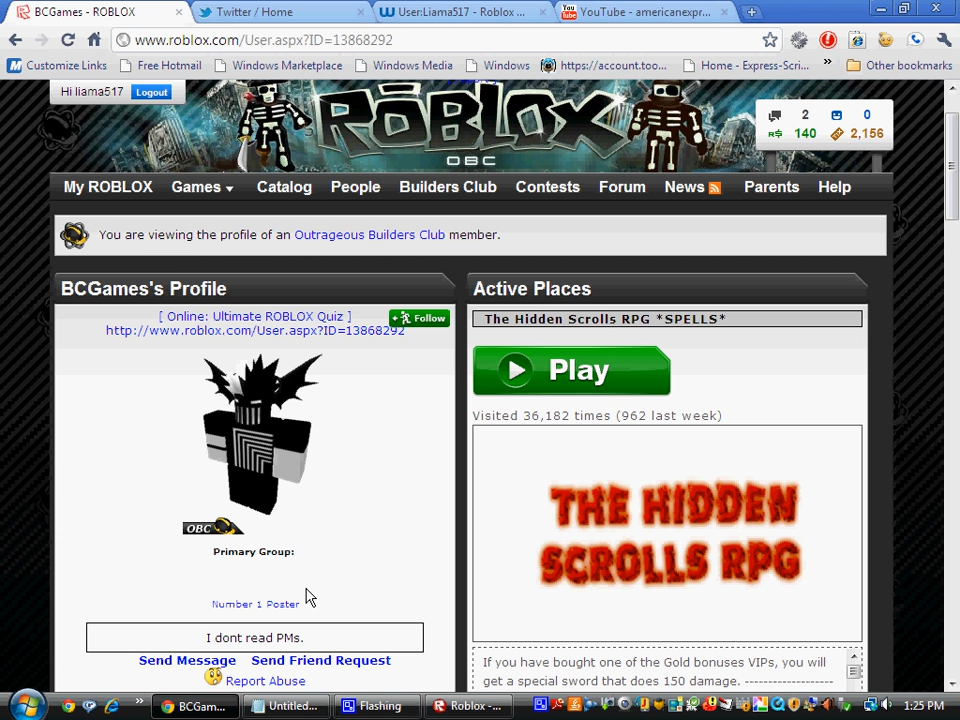 BCGames - ROBLOX
Twitter / Home
User:Liama517 - Roblox ...
YouTube - americanexpr...
www.roblox.com/User.aspx?ID=13868292
Customize Links
Free Hotmail
Windows Marketplace
Windows Media
Windows
https://account.too...
Home - Express-Scri...
»
Other bookmarks
Hi liama517
Logout
ROBLOX
OBC
2
0
R$ 140
2,156
My ROBLOX
Games
Catalog
People
Builders Club
Contests
Forum
News
Parents
Help
You are viewing the profile of an Outrageous Builders Club member.
BCGames's Profile
[ Online: Ultimate ROBLOX Quiz ]
Follow
http://www.roblox.com/User.aspx?ID=13868292
OBC
Primary Group:
Number 1 Poster
I dont read PMs.
Send Message
Send Friend Request
Report Abuse
Active Places
The Hidden Scrolls RPG *SPELLS*
Play
Visited 36,182 times (962 last week)
THE HIDDEN
SCROLLS RPG
If you have bought one of the Gold bonuses VIPs, you will
get a special sword that does 150 damage. ------------------
BCGam...
Untitled...
Flashing
Roblox -...
1:25 PM